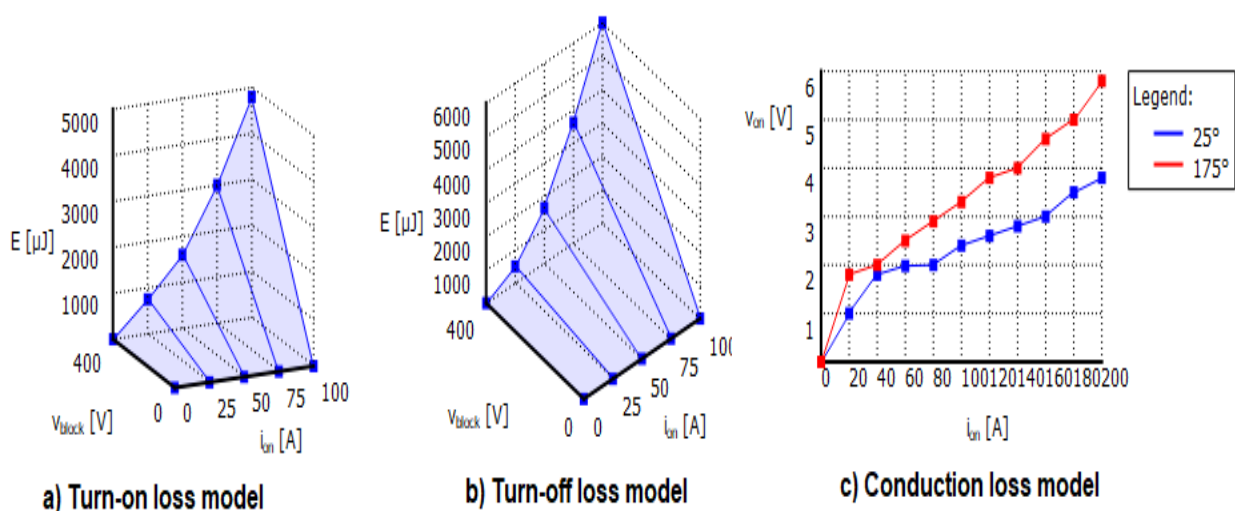 5000
4000
3000
E [µJ]
2000
1000
400
v_block [V]
0 0 25 50 75 100
i_on [A]
a) Turn-on loss model
6000
5000
4000
E [µJ]
3000
2000
1000
400
v_block [V]
0 0 25 50 75 100
i_on [A]
b) Turn-off loss model
6
v_on [V]
5
4
3
2
1
0 20 40 60 80 100 120 140 160 180 200
i_on [A]
Legend:
25°
175°
c) Conduction loss model